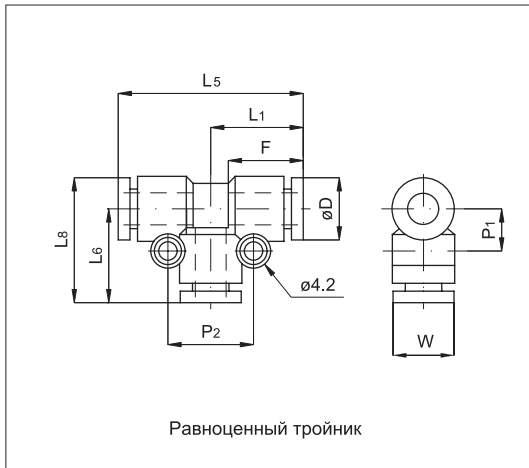 L5
L1
F
øD
L8
L6
P1
ø4.2
P2
W
Равноценный тройник